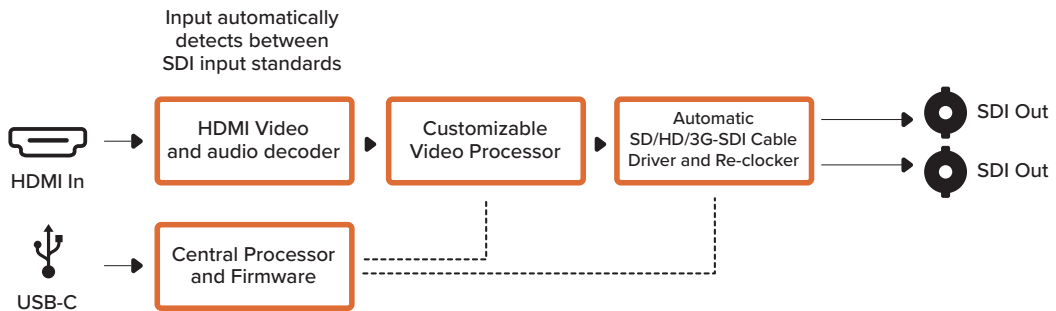 Input automatically
detects between
SDI input standards
HDMI In
HDMI Video
and audio decoder
Customizable
Video Processor
Automatic
SD/HD/3G-SDI Cable
Driver and Re-clocker
SDI Out
SDI Out
USB-C
Central Processor
and Firmware